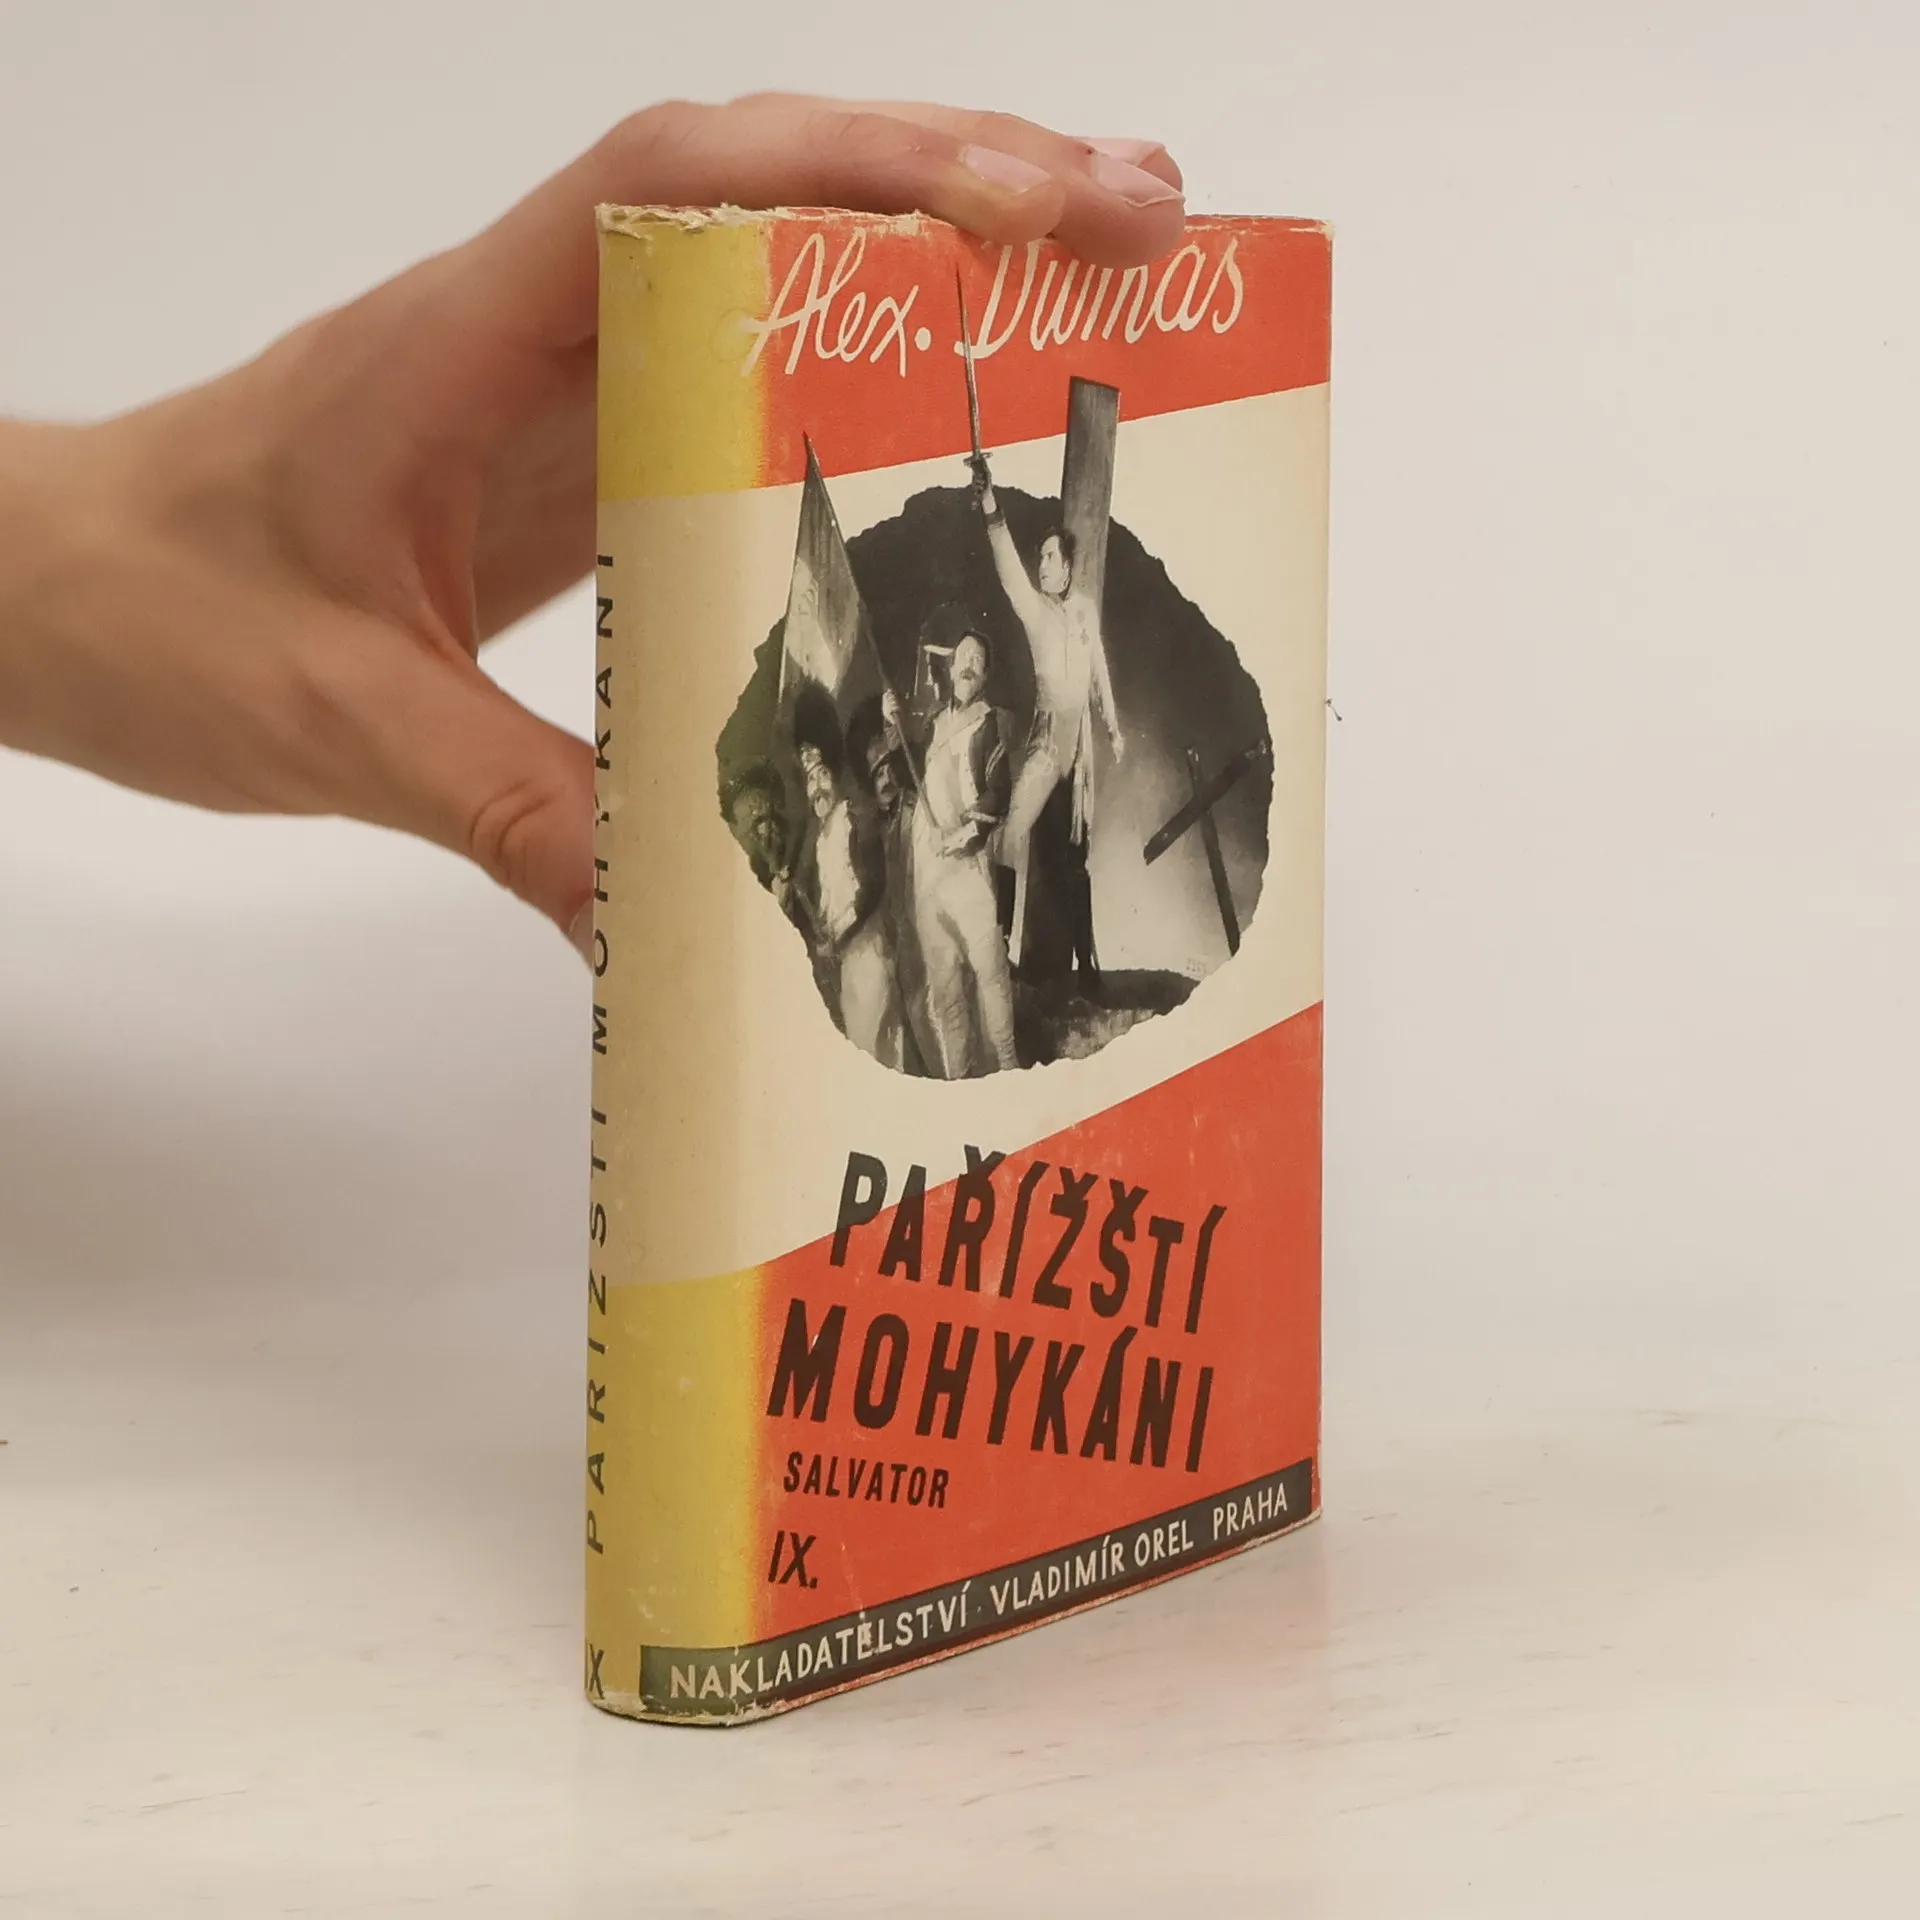 Alex. Dumas
PAŘÍŽŠTÍ
MOHYKÁNI
SALVATOR
IX.
NAKLADATELSTVÍ VLADIMÍR OREL PRAHA
PAŘÍŽŠTÍ MOHYKÁNI
IX